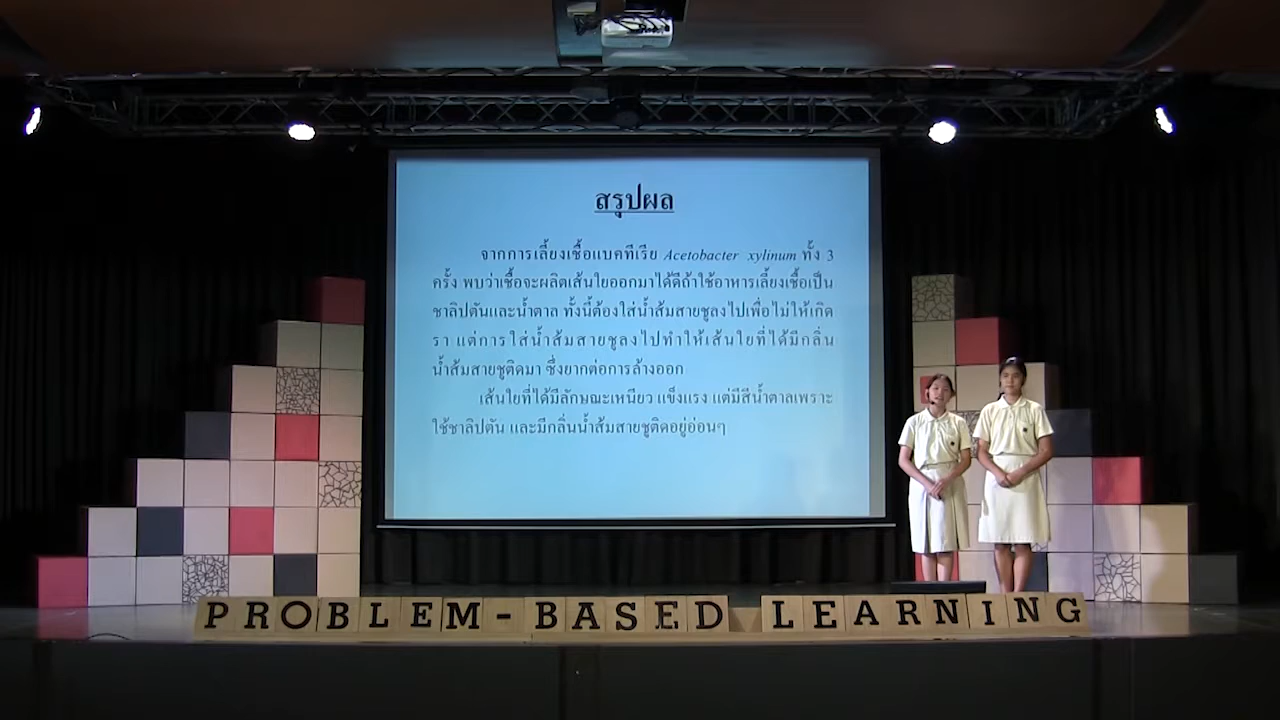 สรุปผล
จากการเลี้ยงเชื้อแบคทีเรีย Acetobacter xylinum ทั้ง 3
ครั้ง พบว่าเชื้อจะผลิตเส้นใยออกมาได้ดีถ้าใช้อาหารเลี้ยงเชื้อเป็น
ชาลิปตันและน้ำตาล ทั้งนี้ต้องใส่น้ำส้มสายชูลงไปเพื่อไม่ให้เกิด
รา แต่การใส่น้ำส้มสายชูลงไปทำให้เส้นใยที่ได้มีกลิ่น
น้ำส้มสายชูติดมา ซึ่งยากต่อการล้างออก
เส้นใยที่ได้มีลักษณะเหนียว แข็งแรง แต่มีสีน้ำตาลเพราะ
ใช้ชาลิปตัน และมีกลิ่นน้ำส้มสายชูติดอยู่อ่อนๆ
PROBLEM-BASED LEARNING